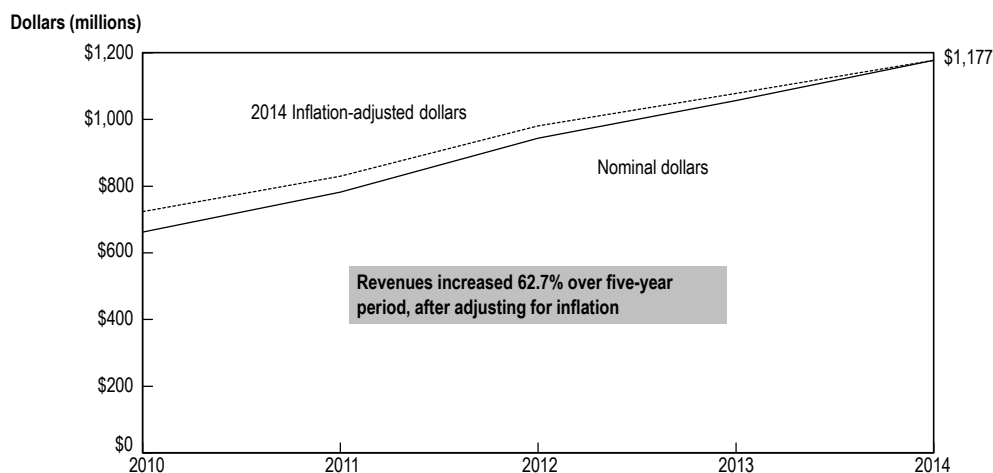 Dollars (millions)
$1,200
$1,177
$1,000
2014 Inflation-adjusted dollars
$800
Nominal dollars
$600
Revenues increased 62.7% over five-year
period, after adjusting for inflation
$400
$200
$0
2010 2011 2012 2013 2014